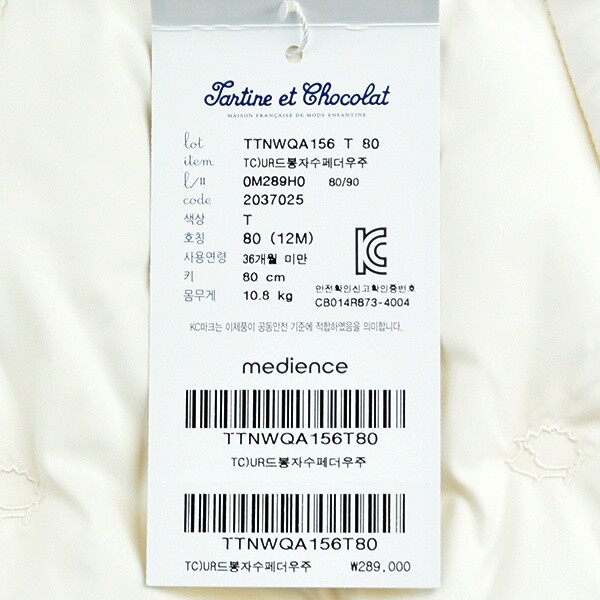 Tartine et Chocolat
MAISON FRANÇAISE DE MODE ENFANTINE
lot TTNWQA156 T 80
item TC)UR드봉자수페더우주
l/# 0M289H0 80/90
code 2037025
색상 T
호칭 80 (12M)
사용연령 36개월 미만
키 80 cm
몸무게 10.8 kg
안전확인신고확인증번호
CB014R873-4004
KC마크는 이제품이 공통안전 기준에 적합하였음을 의미합니다.
medience
TTNWQA156T80
TC)UR드봉자수페더우주
TTNWQA156T80
TC)UR드봉자수페더우주 ₩289,000